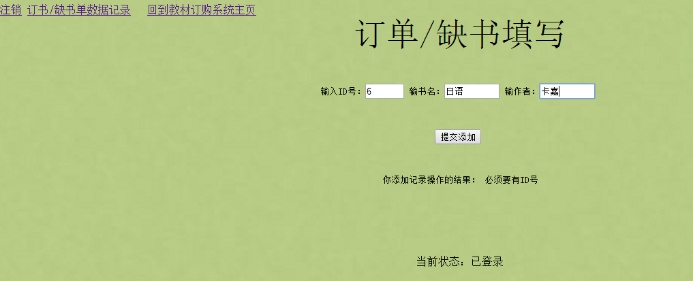 注销 订书/缺书单数据记录 回到教材订购系统主页
订单/缺书填写
输入ID号：6 输书名：日语 输作者：卡嘉
提交添加
你添加记录操作的结果： 必须要有ID号
当前状态：已登录